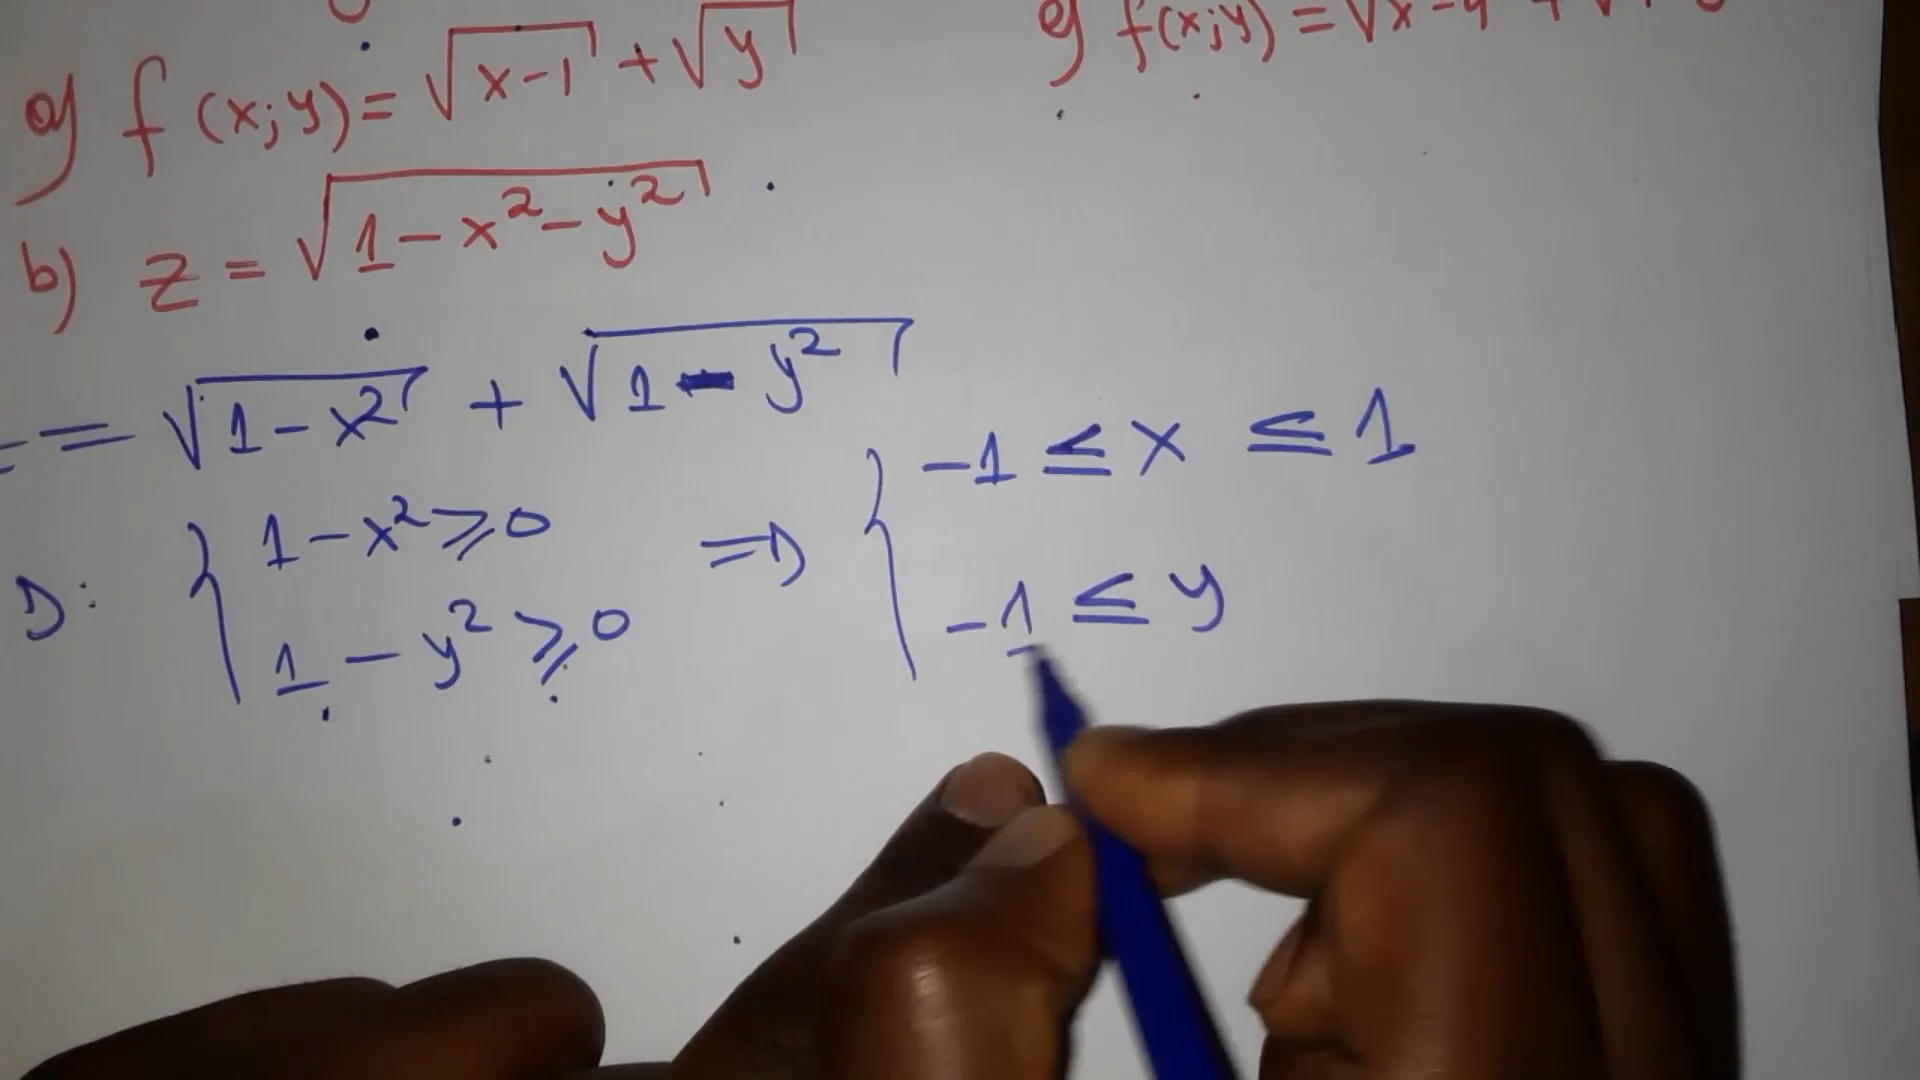 a) f(x;y) = √(x-1) + √y
b) z = √(1-x²-y²)
= √(1-x²) + √(1-y²)
D: { 1-x² ≥ 0 ⇒ { -1 ≤ x ≤ 1
1-y² ≥ 0 -1 ≤ y
e) f(x;y) = √x-y +